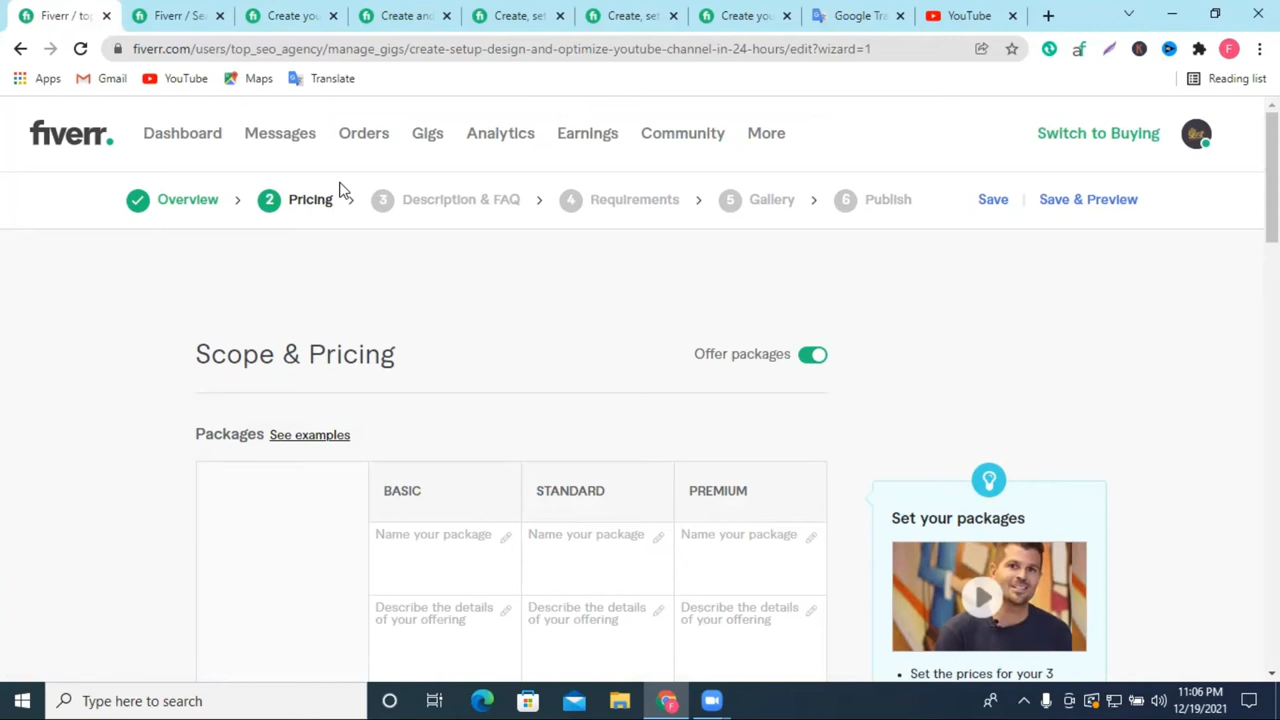 Fiverr / top
Fiverr / Se
Create you
Create and
Create, set
Create, set
Create you
Google Tra
YouTube
fiverr.com/users/top_seo_agency/manage_gigs/create-setup-design-and-optimize-youtube-channel-in-24-hours/edit?wizard=1
Apps
Gmail
YouTube
Maps
Translate
Reading list
fiverr.
Dashboard
Messages
Orders
Gigs
Analytics
Earnings
Community
More
Switch to Buying
Overview
2 Pricing
3 Description & FAQ
4 Requirements
5 Gallery
6 Publish
Save
Save & Preview
Scope & Pricing
Offer packages
Packages See examples
BASIC
STANDARD
PREMIUM
Name your package
Name your package
Name your package
Describe the details
of your offering
Describe the details
of your offering
Describe the details
of your offering
Set your packages
• Set the prices for your 3
Type here to search
11:06 PM
12/19/2021